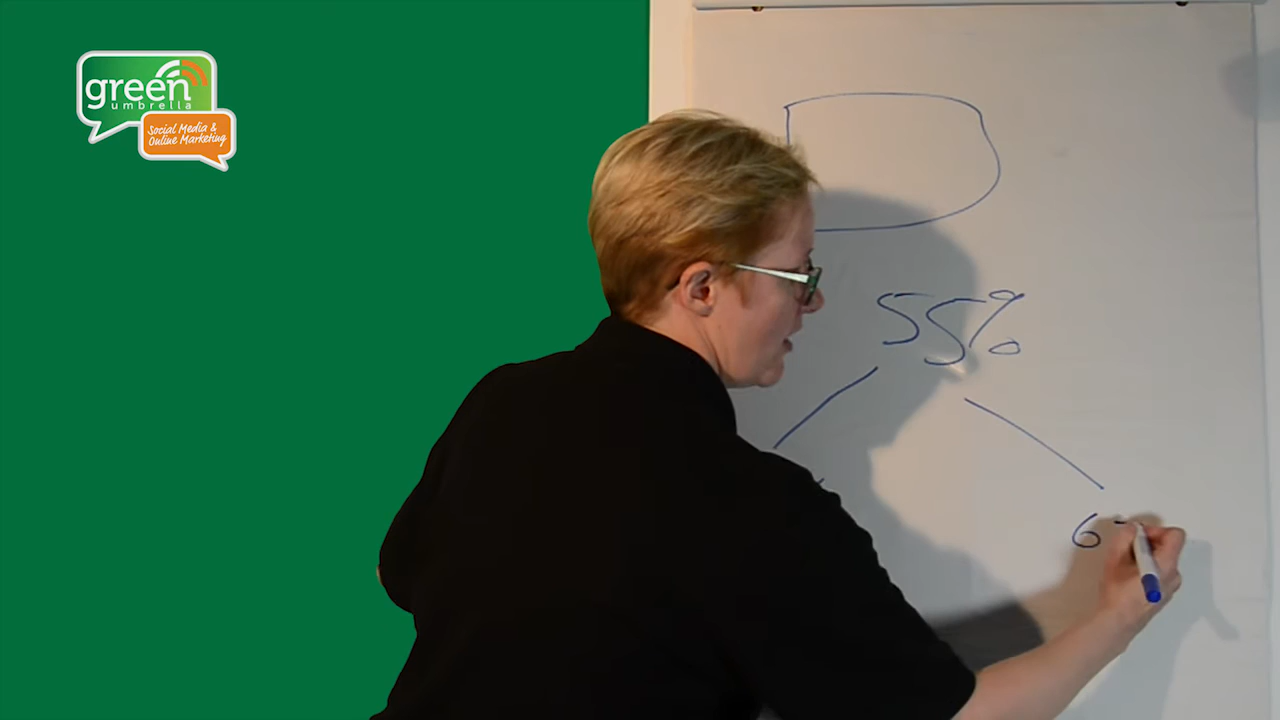 green
umbrella
Social Media &
Online Marketing
55%
6